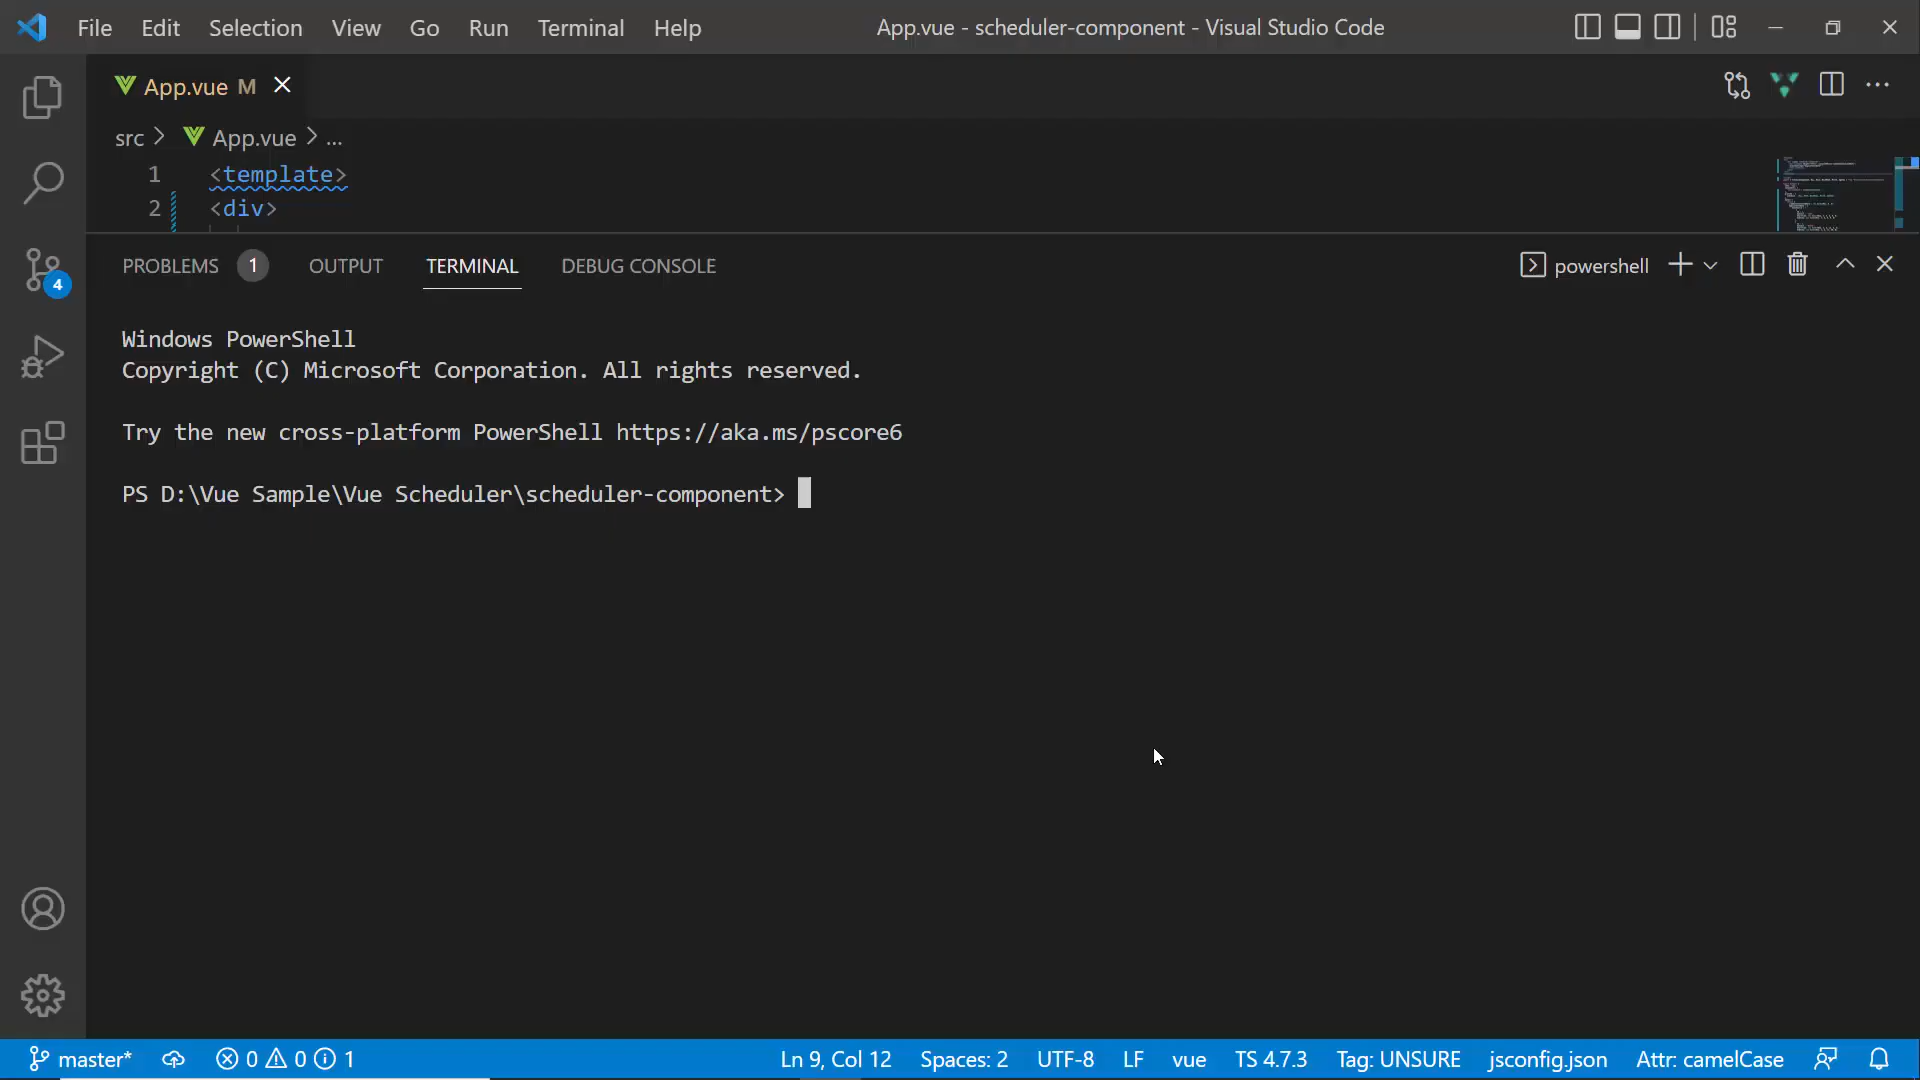 File Edit Selection View Go Run Terminal Help App.vue - scheduler-component - Visual Studio Code
App.vue M
src > App.vue > ...
1 <template>
2 <div>
PROBLEMS 1 OUTPUT TERMINAL DEBUG CONSOLE powershell
Windows PowerShell
Copyright (C) Microsoft Corporation. All rights reserved.
Try the new cross-platform PowerShell https://aka.ms/pscore6
PS D:\Vue Sample\Vue Scheduler\scheduler-component>
4
master* 0 0 1 Ln 9, Col 12 Spaces: 2 UTF-8 LF vue TS 4.7.3 Tag: UNSURE jsconfig.json Attr: camelCase